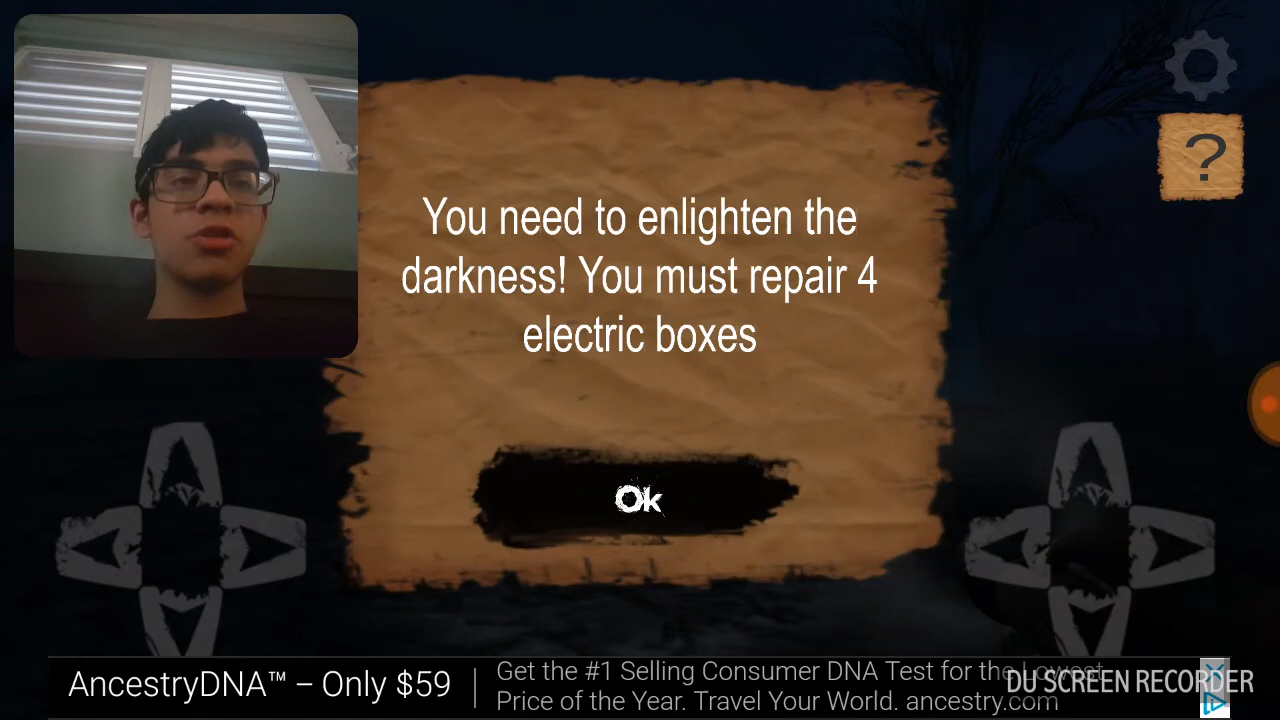 ?
You need to enlighten the
darkness! You must repair 4
electric boxes
Ok
AncestryDNA™ – Only $59
Get the #1 Selling Consumer DNA Test for the Lowest
Price of the Year. Travel Your World. ancestry.com
DU SCREEN RECORDER